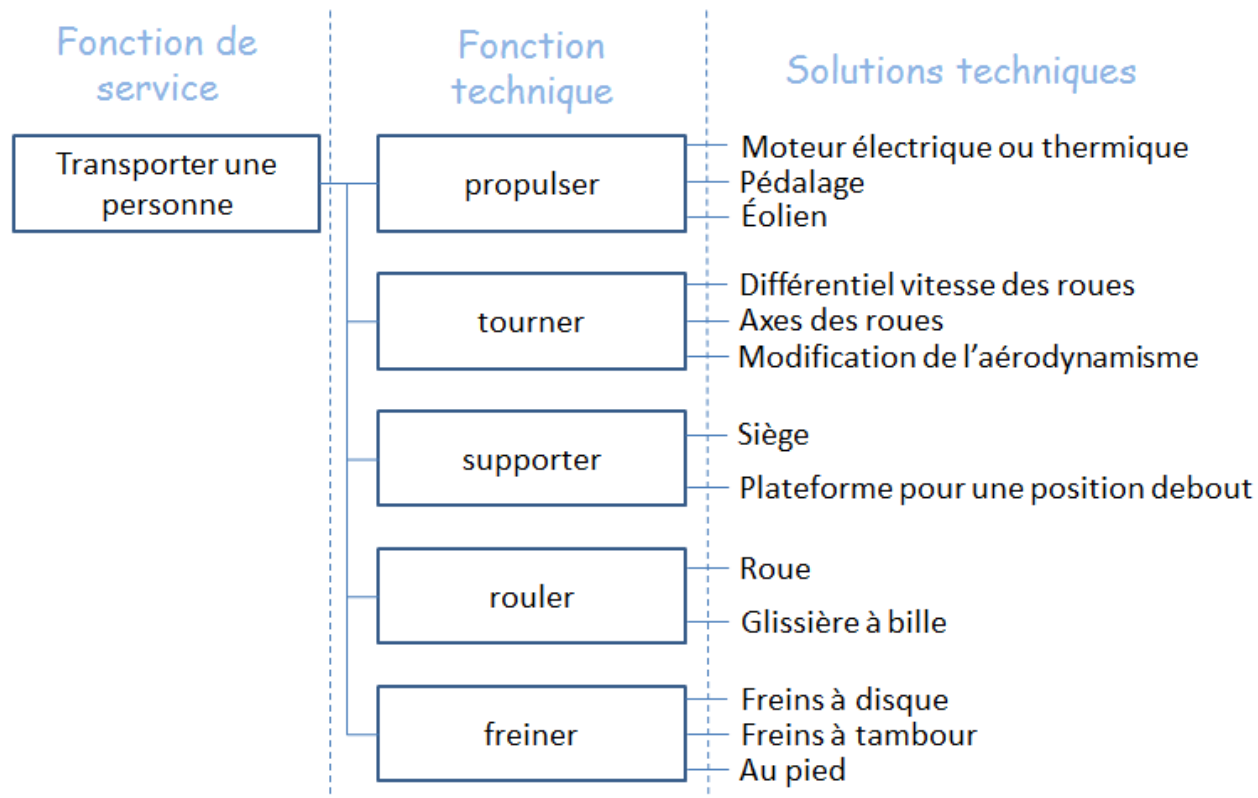 Fonction de
service
Fonction
technique
Solutions techniques
Transporter une
personne
propulser
Moteur électrique ou thermique
Pédalage
Éolien
tourner
Différentiel vitesse des roues
Axes des roues
Modification de l’aérodynamisme
supporter
Siège
Plateforme pour une position debout
rouler
Roue
Glissière à bille
freiner
Freins à disque
Freins à tambour
Au pied